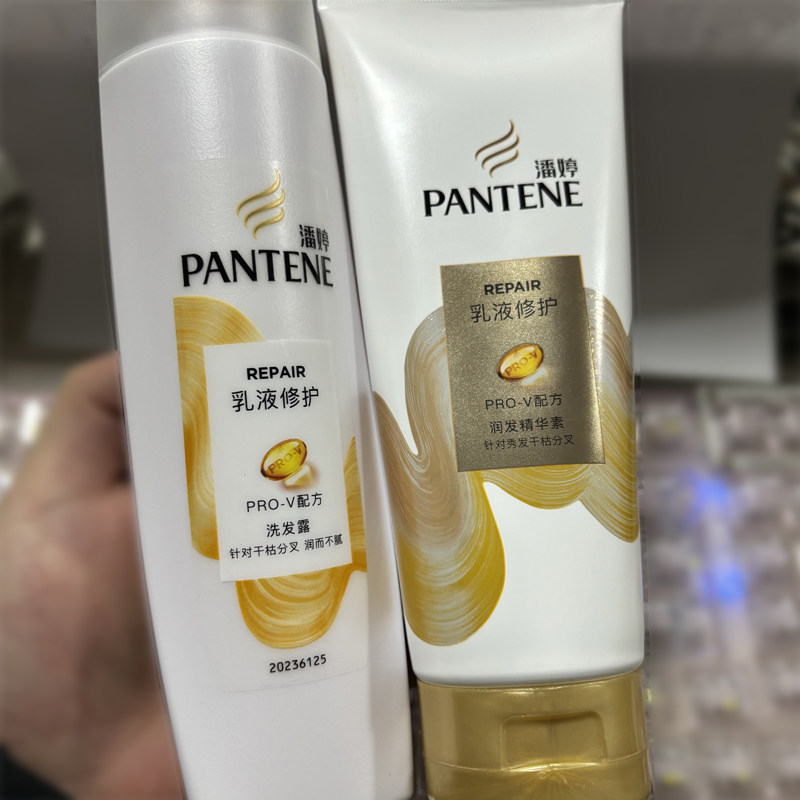 潘婷
PANTENE
REPAIR
乳液修护
PRO-V
PRO-V配方
洗发露
针对干枯分叉 润而不腻
20236125
潘婷
PANTENE
REPAIR
乳液修护
PRO-V
PRO-V配方
润发精华素
针对秀发干枯分叉